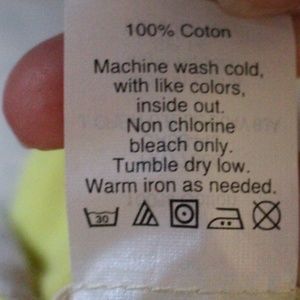 100% Coton
Machine wash cold,
with like colors,
inside out.
Non chlorine
bleach only.
Tumble dry low.
Warm iron as needed.
30